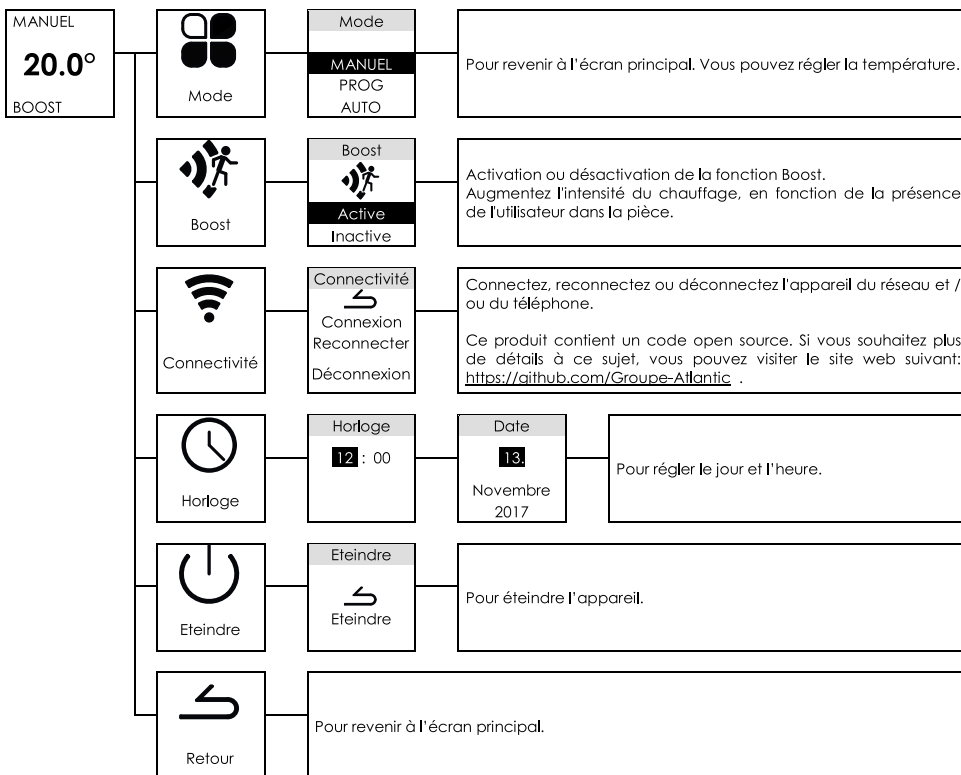 MANUEL
20.0°
BOOST
Mode
Mode
MANUEL
PROG
AUTO
Pour revenir à l'écran principal. Vous pouvez régler la température.
Boost
Boost
Active
Inactive
Activation ou désactivation de la fonction Boost.
Augmentez l'intensité du chauffage, en fonction de la présence
de l'utilisateur dans la pièce.
Connectivité
Connectivité
Connexion
Reconnecter
Déconnexion
Connectez, reconnectez ou déconnectez l'appareil du réseau et /
ou du téléphone.
Ce produit contient un code open source. Si vous souhaitez plus
de détails à ce sujet, vous pouvez visiter le site web suivant:
https://github.com/Groupe-Atlantic .
Horloge
Horloge
12 : 00
Date
13.
Novembre
2017
Pour régler le jour et l'heure.
Eteindre
Eteindre
Eteindre
Pour éteindre l'appareil.
Retour
Pour revenir à l'écran principal.